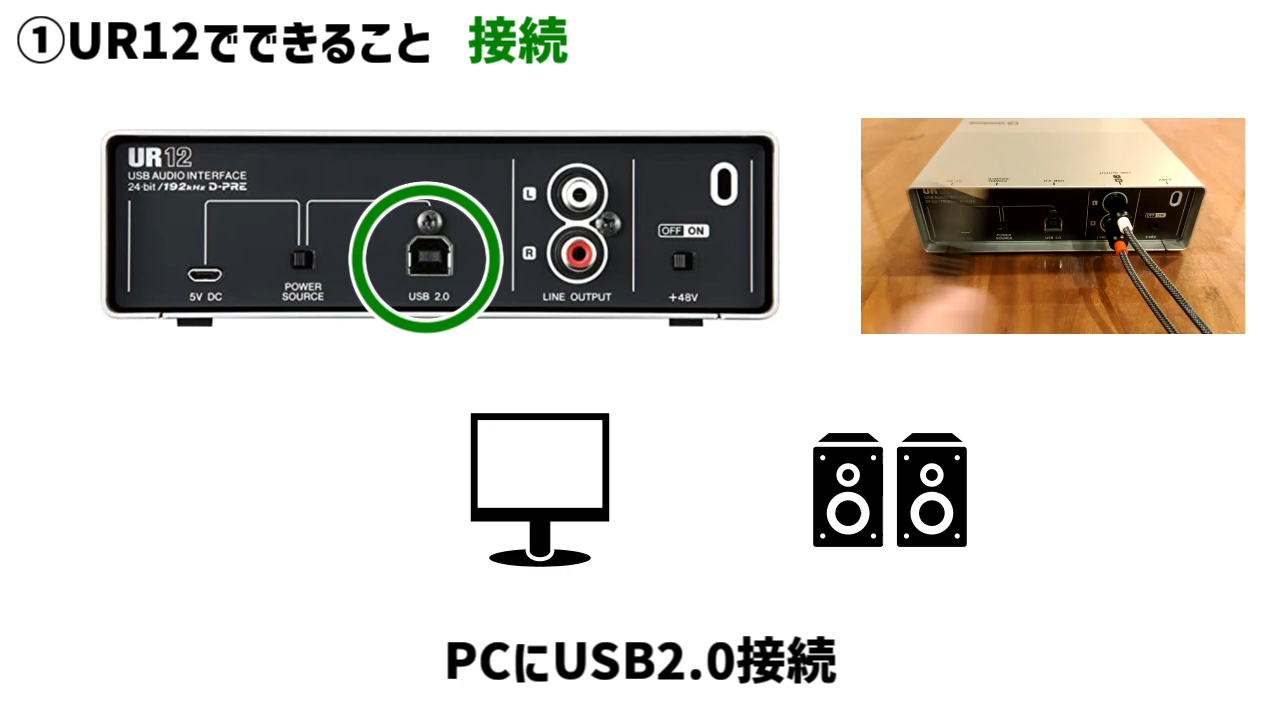 ①UR12でできること 接続
UR12
USB AUDIO INTERFACE
24-bit/192kHz D-PRE
L
R
OFF ON
5V DC
POWER
SOURCE
USB 2.0
LINE OUTPUT
+48V
PCにUSB2.0接続